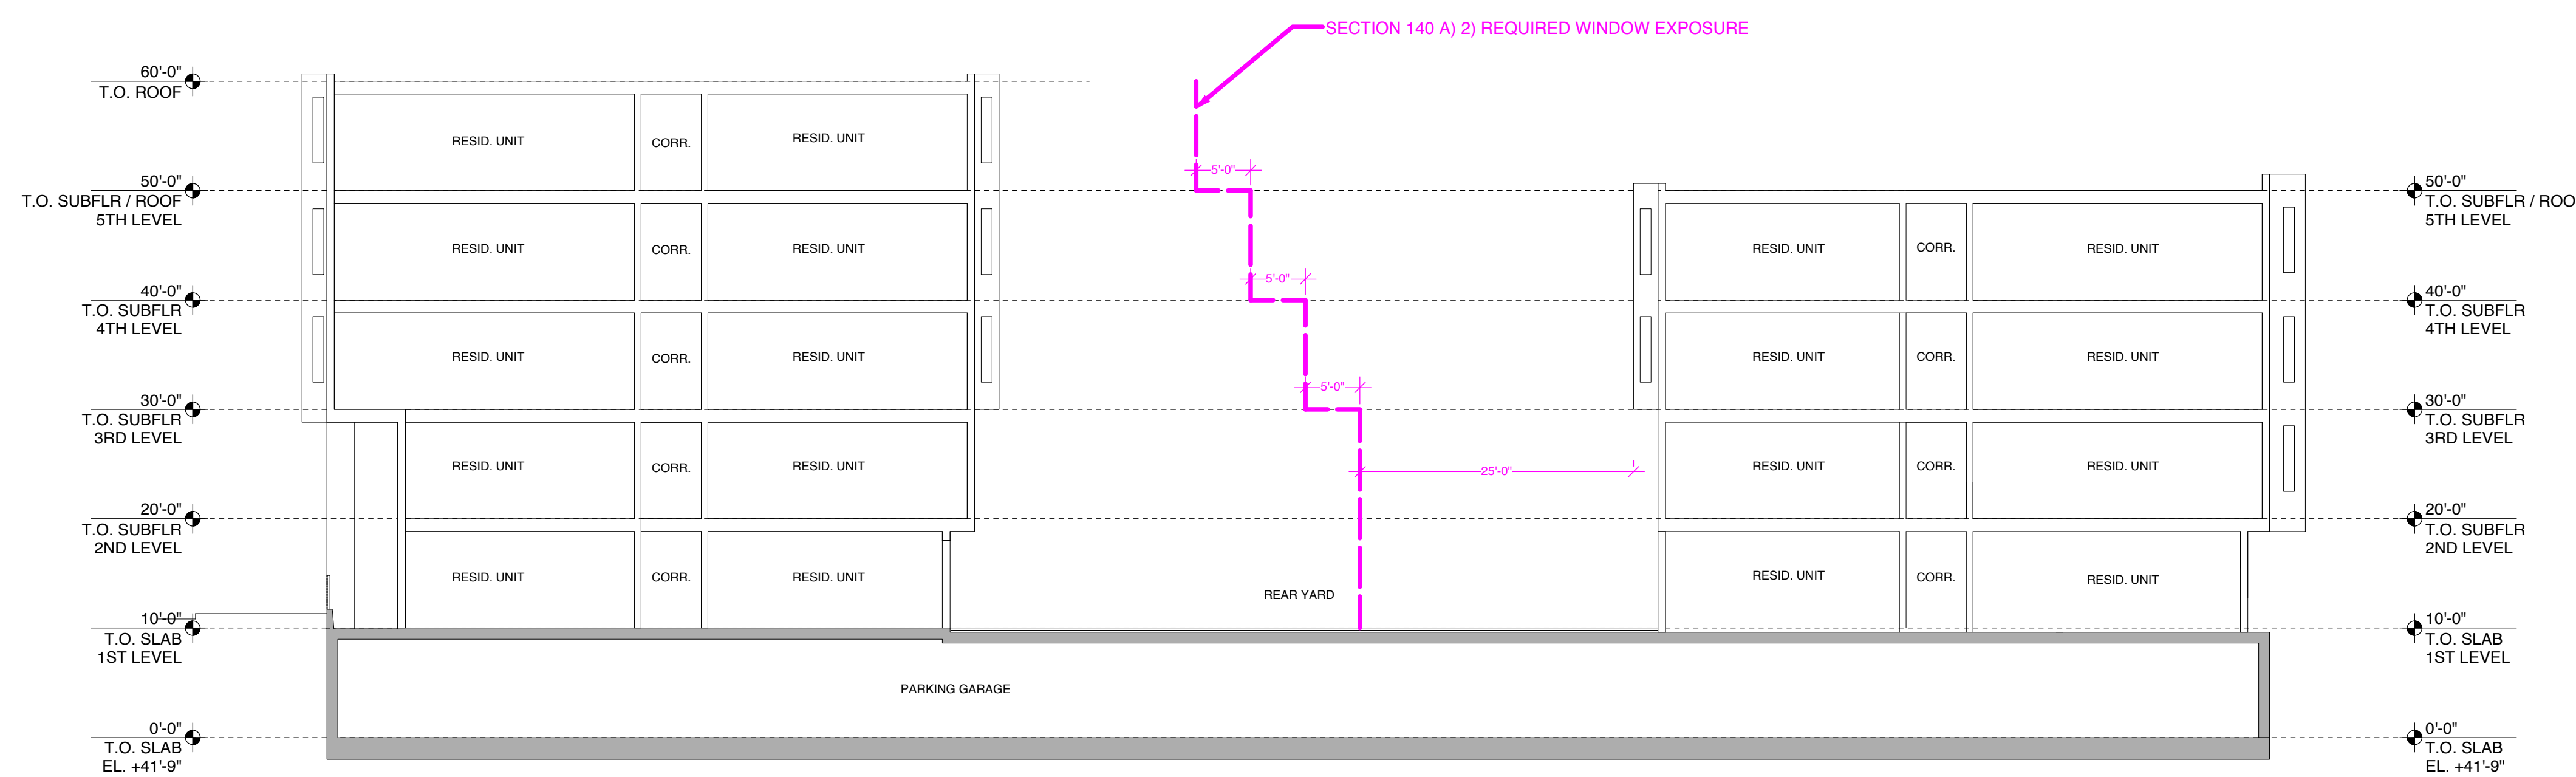 SECTION 140 A) 2) REQUIRED WINDOW EXPOSURE
60'-0"
T.O. ROOF
RESID. UNIT
CORR.
RESID. UNIT
5'-0"
50'-0"
T.O. SUBFLR / ROOF
5TH LEVEL
50'-0"
T.O. SUBFLR / ROO
5TH LEVEL
RESID. UNIT
CORR.
RESID. UNIT
5'-0"
RESID. UNIT
CORR.
RESID. UNIT
40'-0"
T.O. SUBFLR
4TH LEVEL
40'-0"
T.O. SUBFLR
4TH LEVEL
RESID. UNIT
CORR.
RESID. UNIT
5'-0"
RESID. UNIT
CORR.
RESID. UNIT
30'-0"
T.O. SUBFLR
3RD LEVEL
30'-0"
T.O. SUBFLR
3RD LEVEL
RESID. UNIT
CORR.
RESID. UNIT
25'-0"
RESID. UNIT
CORR.
RESID. UNIT
20'-0"
T.O. SUBFLR
2ND LEVEL
20'-0"
T.O. SUBFLR
2ND LEVEL
RESID. UNIT
CORR.
RESID. UNIT
REAR YARD
RESID. UNIT
CORR.
RESID. UNIT
10'-0"
T.O. SLAB
1ST LEVEL
10'-0"
T.O. SLAB
1ST LEVEL
PARKING GARAGE
0'-0"
T.O. SLAB
EL. +41'-9"
0'-0"
T.O. SLAB
EL. +41'-9"